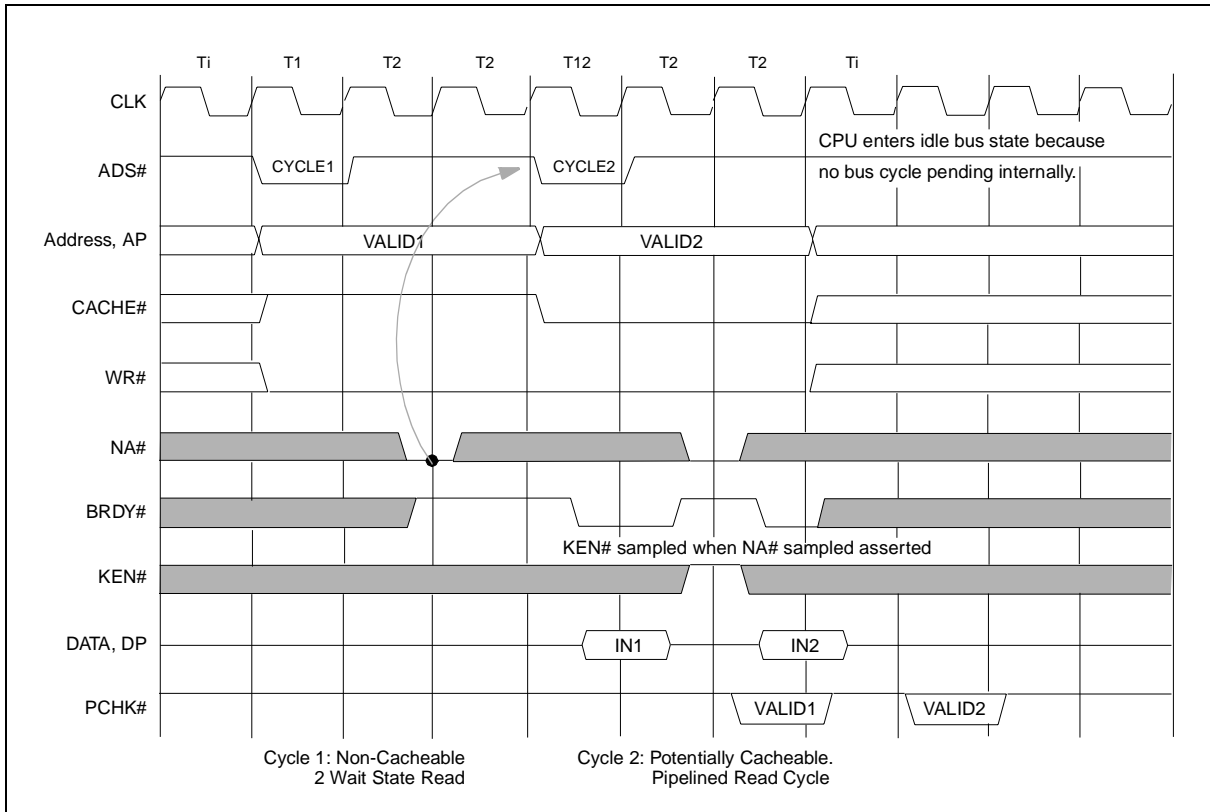 Ti T1 T2 T2 T12 T2 T2 Ti
CLK
CPU enters idle bus state because
no bus cycle pending internally.
ADS#
CYCLE1
CYCLE2
Address, AP
VALID1
VALID2
CACHE#
WR#
NA#
BRDY#
KEN# sampled when NA# sampled asserted
KEN#
DATA, DP
IN1
IN2
PCHK#
VALID1
VALID2
Cycle 1: Non-Cacheable
2 Wait State Read
Cycle 2: Potentially Cacheable.
Pipelined Read Cycle